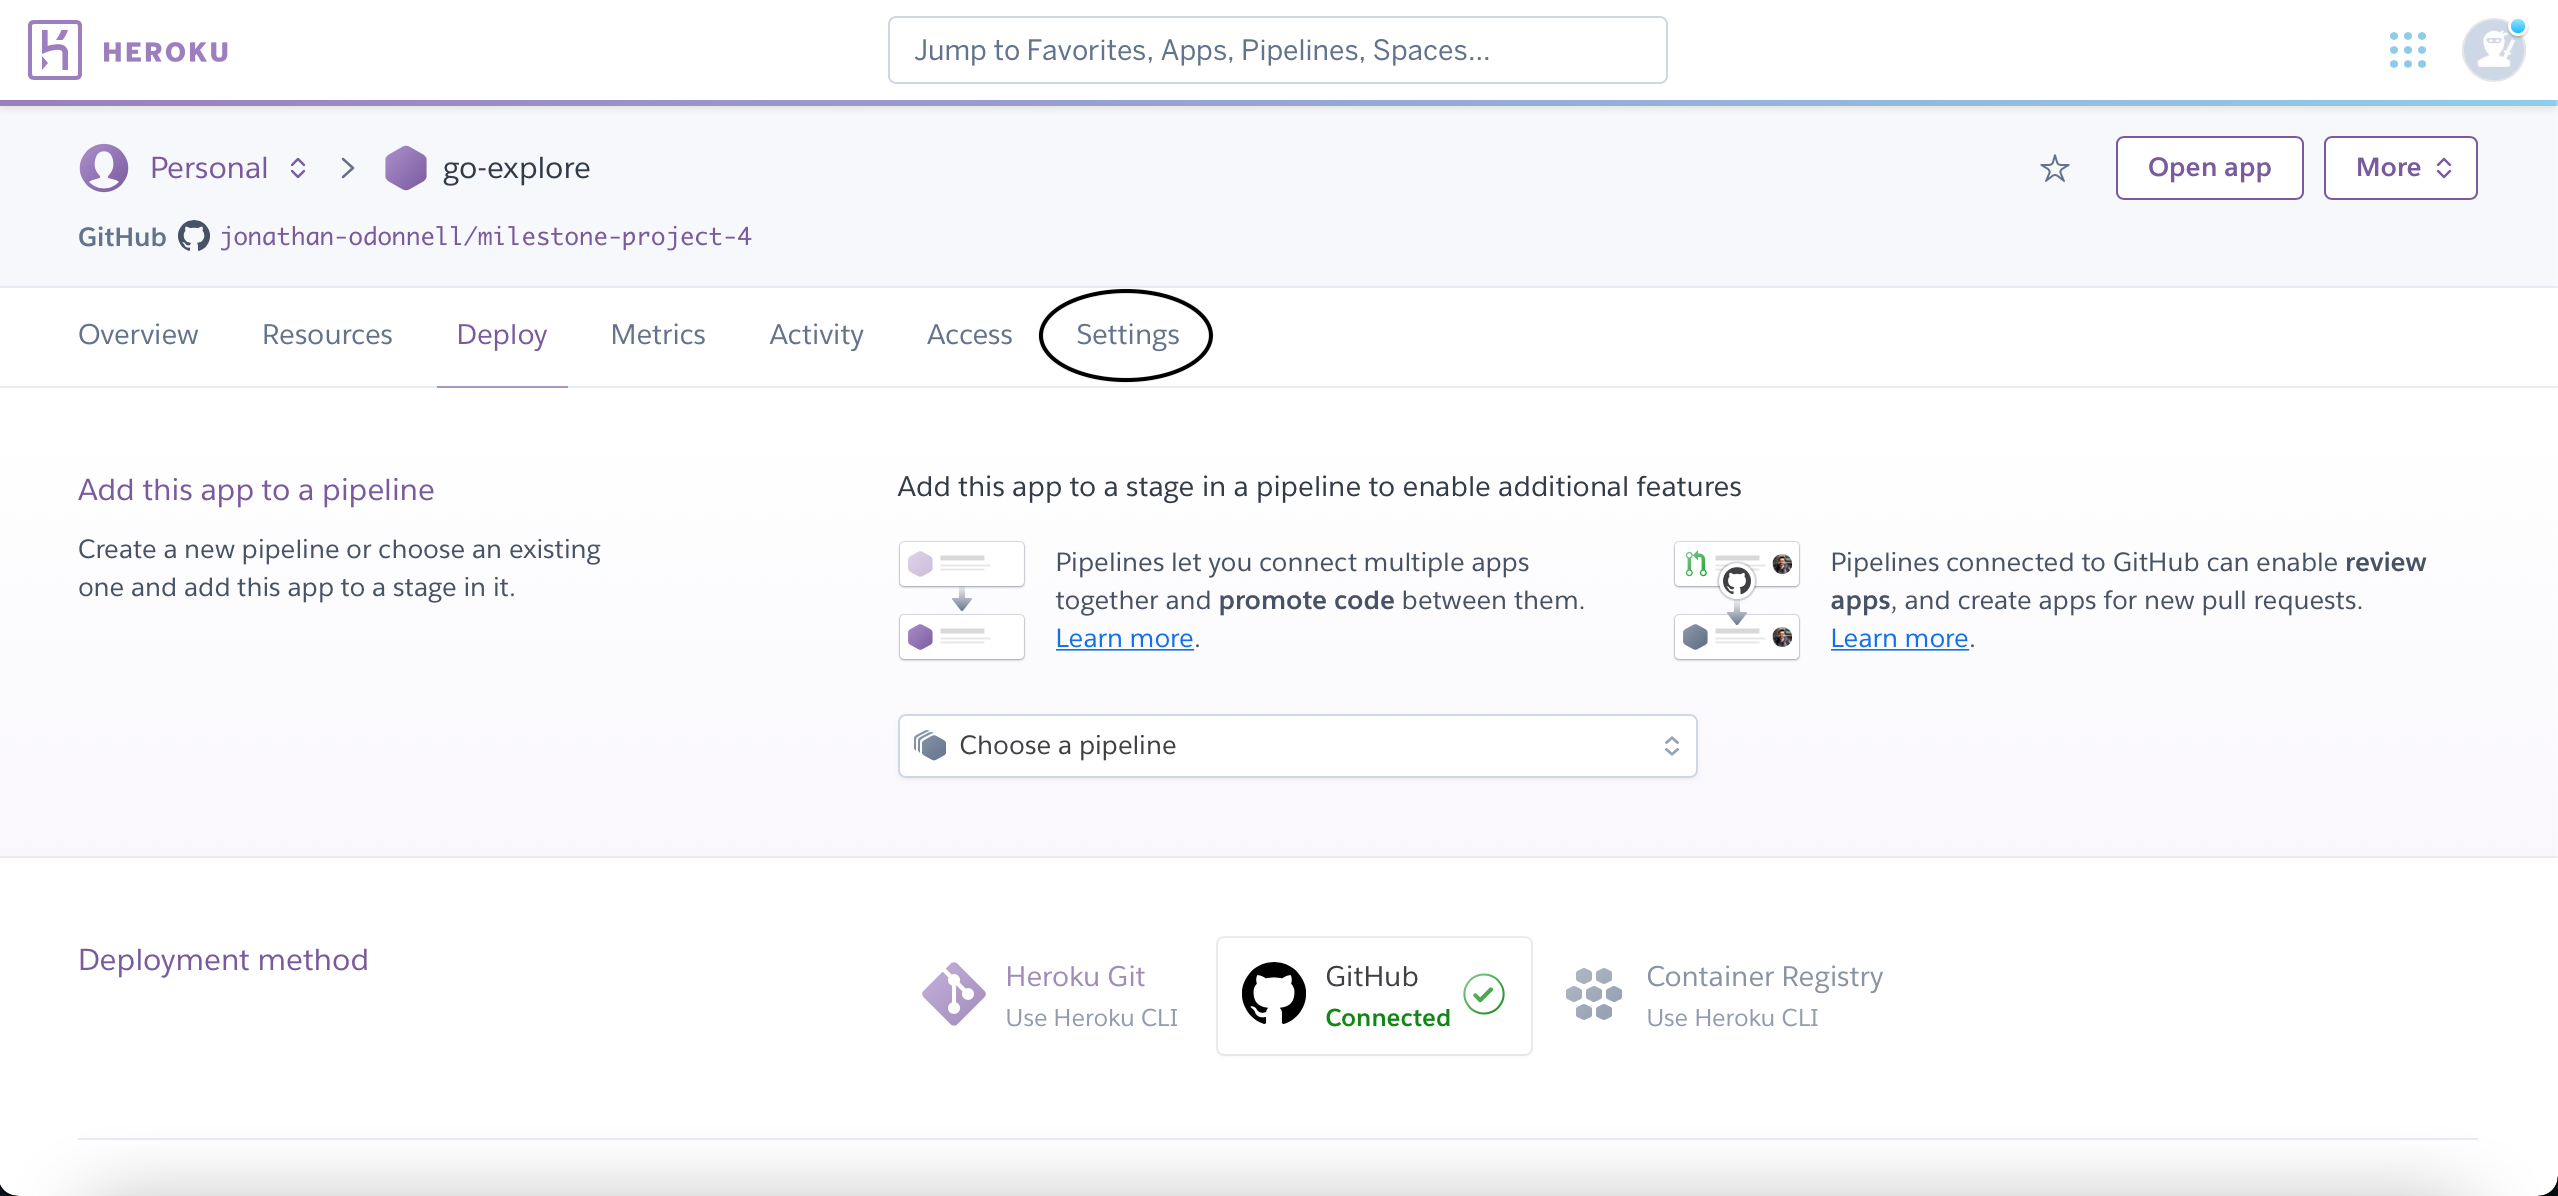 HEROKU
Jump to Favorites, Apps, Pipelines, Spaces...
Personal
go-explore
Open app
More
GitHub jonathan-odonnell/milestone-project-4
Overview Resources Deploy Metrics Activity Access Settings
Add this app to a pipeline
Create a new pipeline or choose an existing
one and add this app to a stage in it.
Add this app to a stage in a pipeline to enable additional features
Pipelines let you connect multiple apps
together and promote code between them.
Learn more.
Pipelines connected to GitHub can enable review
apps, and create apps for new pull requests.
Learn more.
Choose a pipeline
Deployment method
Heroku Git
Use Heroku CLI
GitHub
Connected
Container Registry
Use Heroku CLI